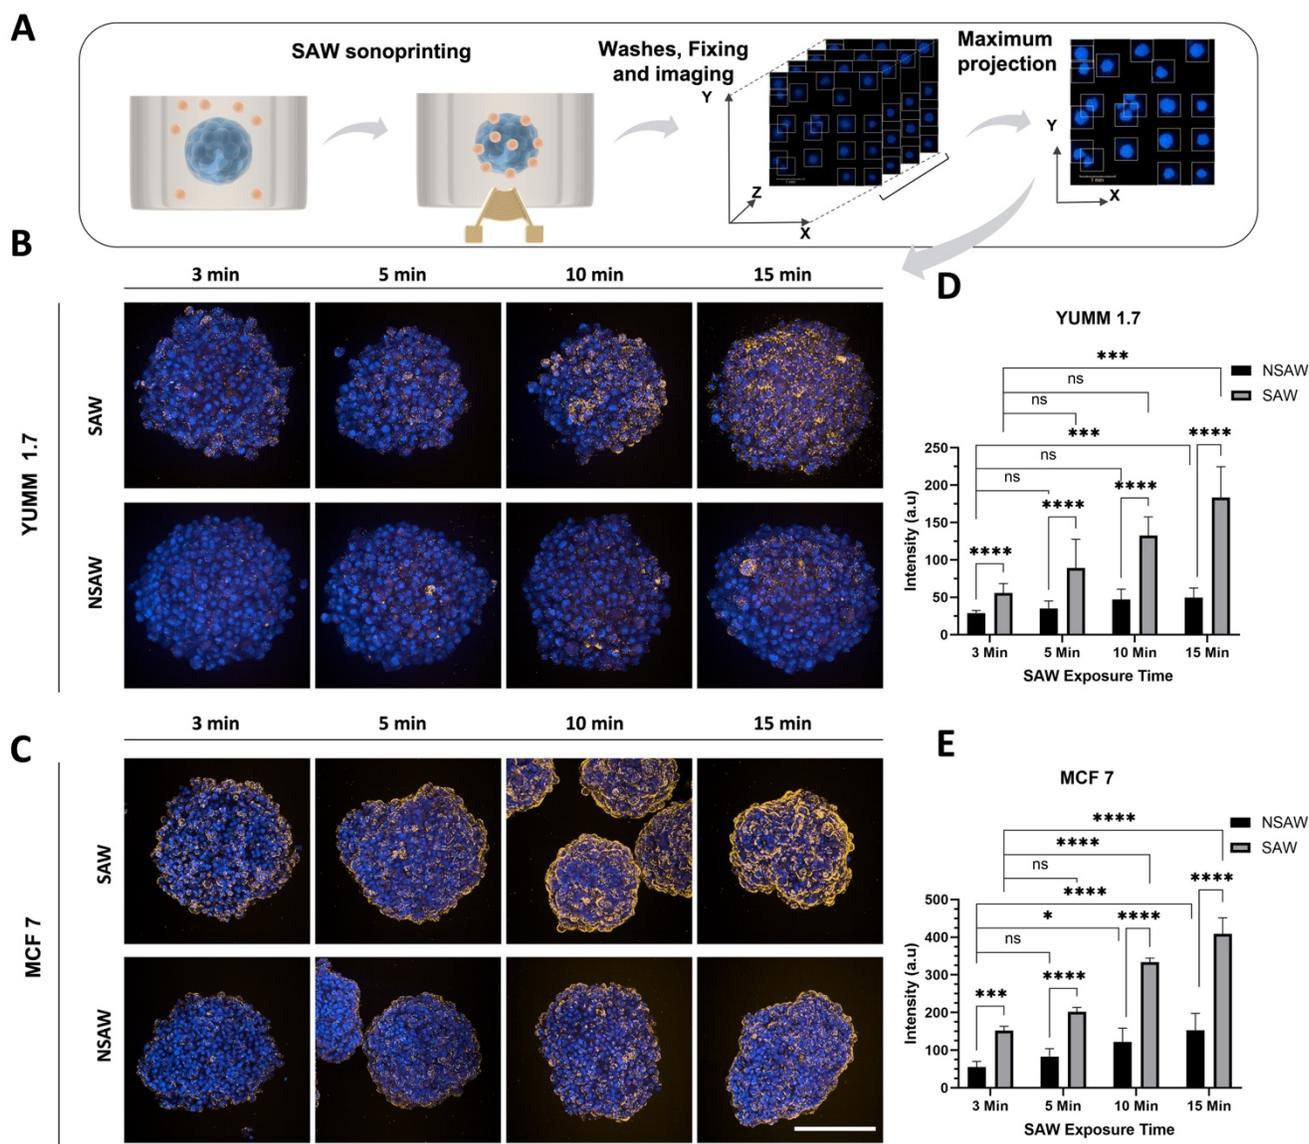 A
SAW sonoprinting
Washes, Fixing
and imaging
Maximum
projection
Y
Z
X
1 mm
Y
X
1 mm
B
3 min
5 min
10 min
15 min
YUMM 1.7
SAW
NSAW
C
3 min
5 min
10 min
15 min
MCF 7
SAW
NSAW
D
YUMM 1.7
NSAW
SAW
***
ns
ns
***
ns
ns
****
****
****
****
Intensity (a.u)
250
200
150
100
50
0
3 Min
5 Min
10 Min
15 Min
SAW Exposure Time
E
MCF 7
NSAW
SAW
****
****
ns
****
*
ns
***
****
****
****
Intensity (a.u)
500
400
300
200
100
0
3 Min
5 Min
10 Min
15 Min
SAW Exposure Time